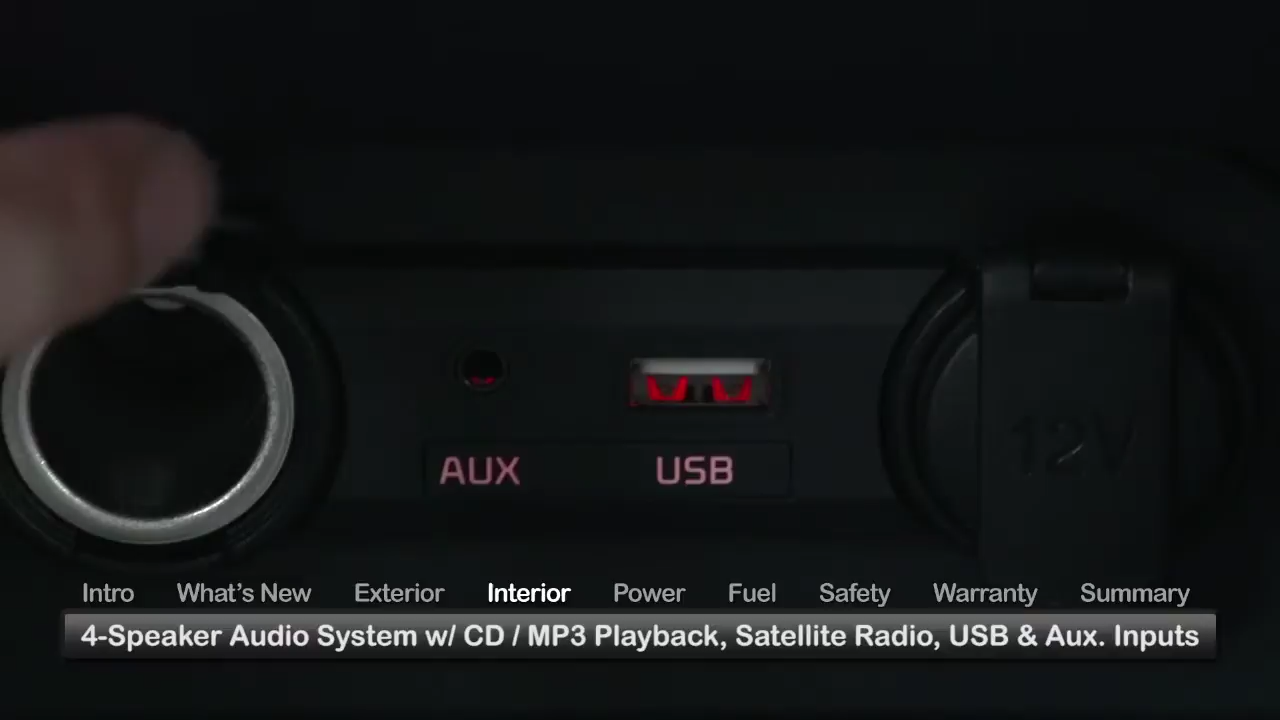 12V
AUX
USB
Intro
What's New
Exterior
Interior
Power
Fuel
Safety
Warranty
Summary
4-Speaker Audio System w/ CD / MP3 Playback, Satellite Radio, USB & Aux. Inputs